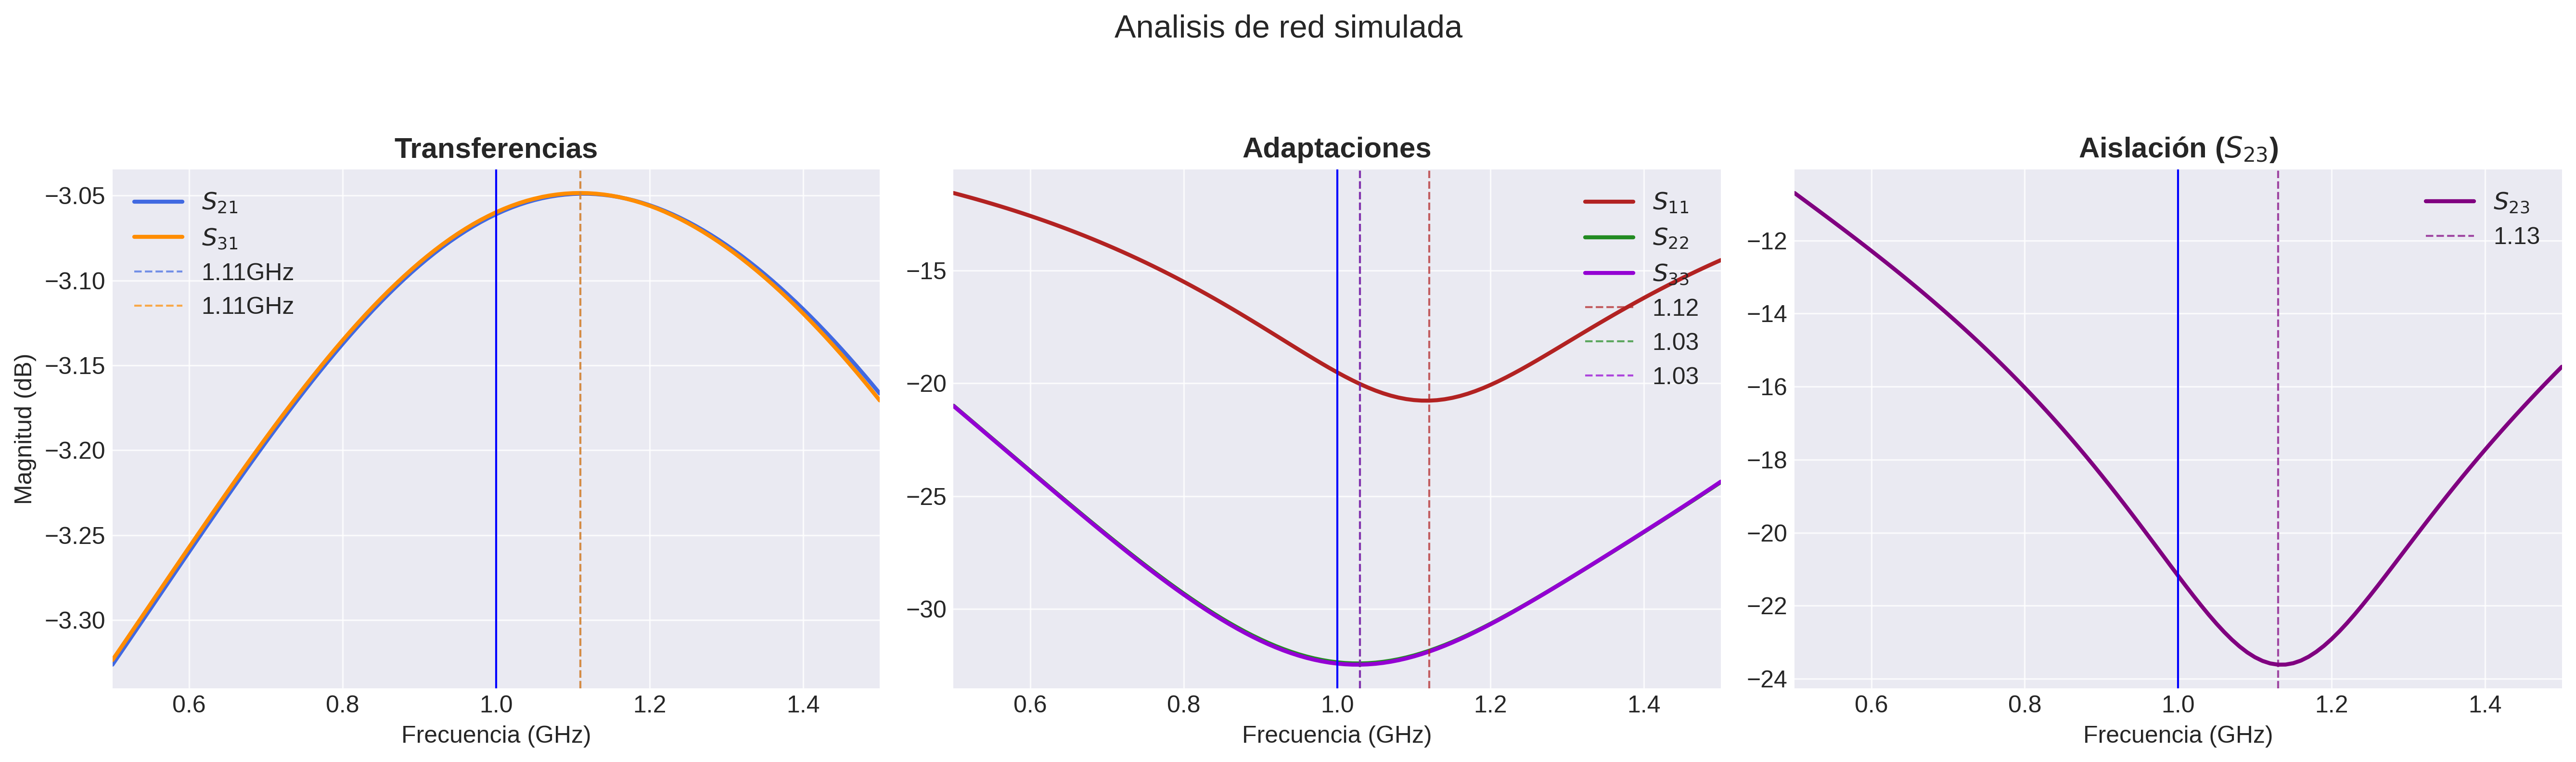 Analisis de red simulada
Transferencias
Magnitud (dB)
−3.05
−3.10
−3.15
−3.20
−3.25
−3.30
S21
S31
1.11GHz
1.11GHz
0.6 0.8 1.0 1.2 1.4
Frecuencia (GHz)
Adaptaciones
−15
−20
−25
−30
S11
S22
S33
1.12
1.03
1.03
0.6 0.8 1.0 1.2 1.4
Frecuencia (GHz)
Aislación (S23)
−12
−14
−16
−18
−20
−22
−24
S23
1.13
0.6 0.8 1.0 1.2 1.4
Frecuencia (GHz)